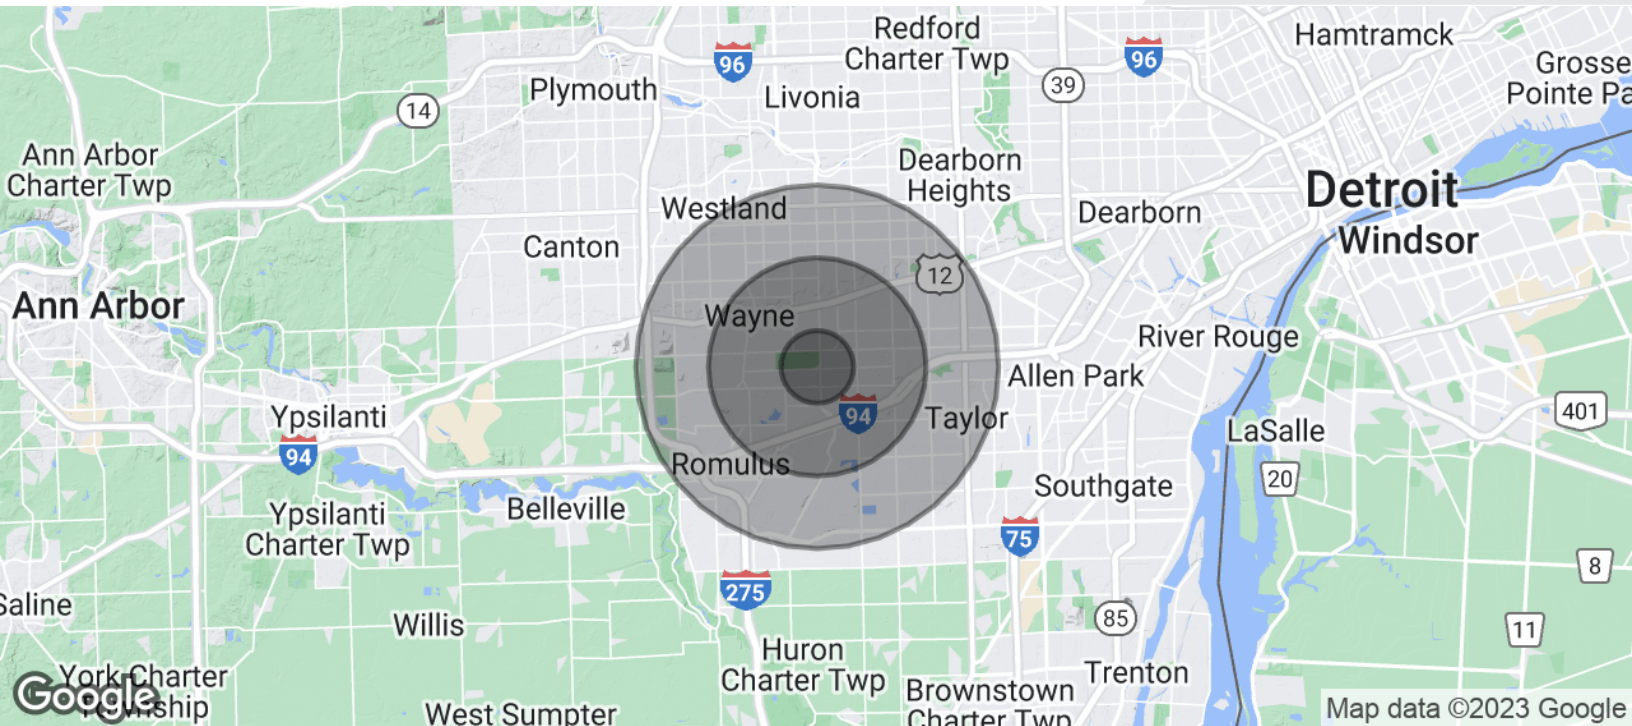 Redford
Charter Twp
Hamtramck
96
96
39
Grosse
Pointe Pa
Plymouth
Livonia
14
Ann Arbor
Charter Twp
Dearborn
Heights
Detroit
Westland
Dearborn
Canton
Windsor
12
Ann Arbor
Wayne
River Rouge
Allen Park
Ypsilanti
94
Taylor
401
LaSalle
94
Romulus
20
Southgate
Belleville
Ypsilanti
Charter Twp
75
8
275
Saline
Willis
85
11
Huron
Charter Twp
Trenton
York Charter
Township
Google
Brownstown
Charter Twp
West Sumpter
Map data ©2023 Google